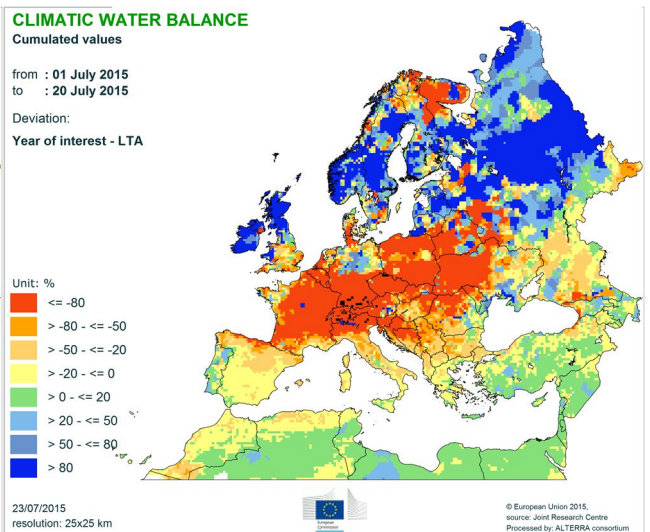 CLIMATIC WATER BALANCE
Cumulated values
from : 01 July 2015
to : 20 July 2015
Deviation:
Year of interest - LTA
Unit: %
<= -80
> -80 - <= -50
> -50 - <= -20
> -20 - <= 0
> 0 - <= 20
> 20 - <= 50
> 50 - <= 80
> 80
23/07/2015
resolution: 25x25 km
European
Commission
© European Union 2015,
source: Joint Research Centre
Processed by: ALTERRA consortium